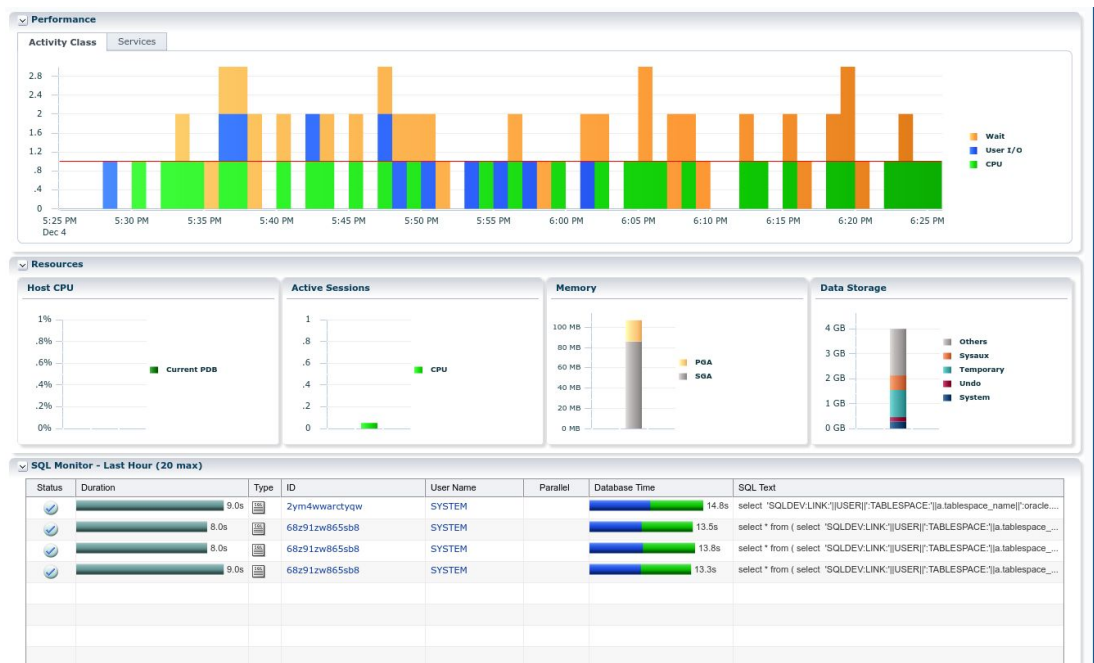 Performance
Activity Class Services
2.8
2.4
2
1.6
1.2
.8
.4
0
Wait
User I/O
CPU
5:25 PM 5:30 PM 5:35 PM 5:40 PM 5:45 PM 5:50 PM 5:55 PM 6:00 PM 6:05 PM 6:10 PM 6:15 PM 6:20 PM 6:25 PM
Dec 4
Resources
Host CPU
1%
.8%
.6%
.4%
.2%
0%
Current PDB
Active Sessions
1
.8
.6
.4
.2
0
CPU
Memory
100 MB
80 MB
60 MB
40 MB
20 MB
0 MB
PGA
SGA
Data Storage
4 GB
3 GB
2 GB
1 GB
0 GB
Others
Sysaux
Temporary
Undo
System
SQL Monitor - Last Hour (20 max)
Status Duration Type ID User Name Parallel Database Time SQL Text
9.0s SQL 2ym4wwarctyqw SYSTEM 14.8s select 'SQLDEV:LINK:'||USER||':TABLESPACE:'||a.tablespace_name||':oracle....
8.0s SQL 68z91zw865sb8 SYSTEM 13.5s select * from ( select 'SQLDEV:LINK:'||USER||':TABLESPACE:'||a.tablespace_...
8.0s SQL 68z91zw865sb8 SYSTEM 13.8s select * from ( select 'SQLDEV:LINK:'||USER||':TABLESPACE:'||a.tablespace_...
9.0s SQL 68z91zw865sb8 SYSTEM 13.3s select * from ( select 'SQLDEV:LINK:'||USER||':TABLESPACE:'||a.tablespace_...